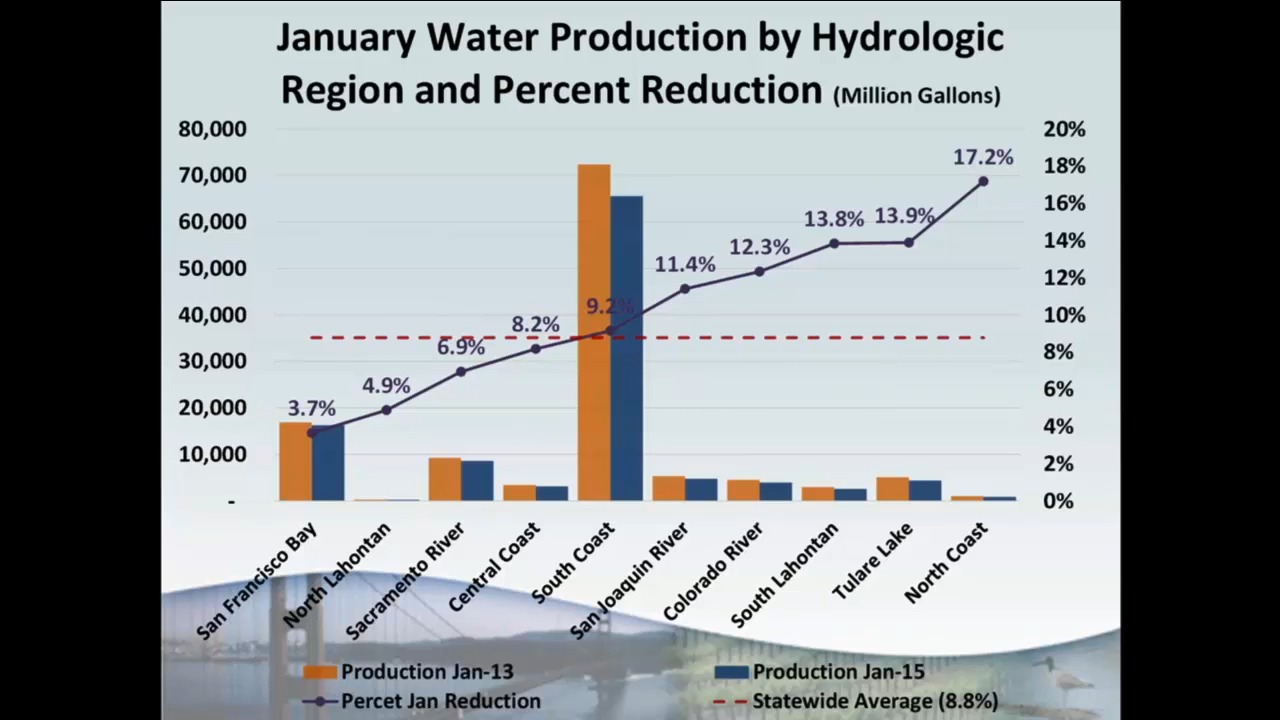 January Water Production by Hydrologic
Region and Percent Reduction (Million Gallons)
80,000
70,000
60,000
50,000
40,000
30,000
20,000
10,000
-
20%
18%
16%
14%
12%
10%
8%
6%
4%
2%
0%
3.7%
4.9%
6.9%
8.2%
9.2%
11.4%
12.3%
13.8%
13.9%
17.2%
San Francisco Bay
North Lahontan
Sacramento River
Central Coast
South Coast
San Joaquin River
Colorado River
South Lahontan
Tulare Lake
North Coast
Production Jan-13
Production Jan-15
Percet Jan Reduction
Statewide Average (8.8%)